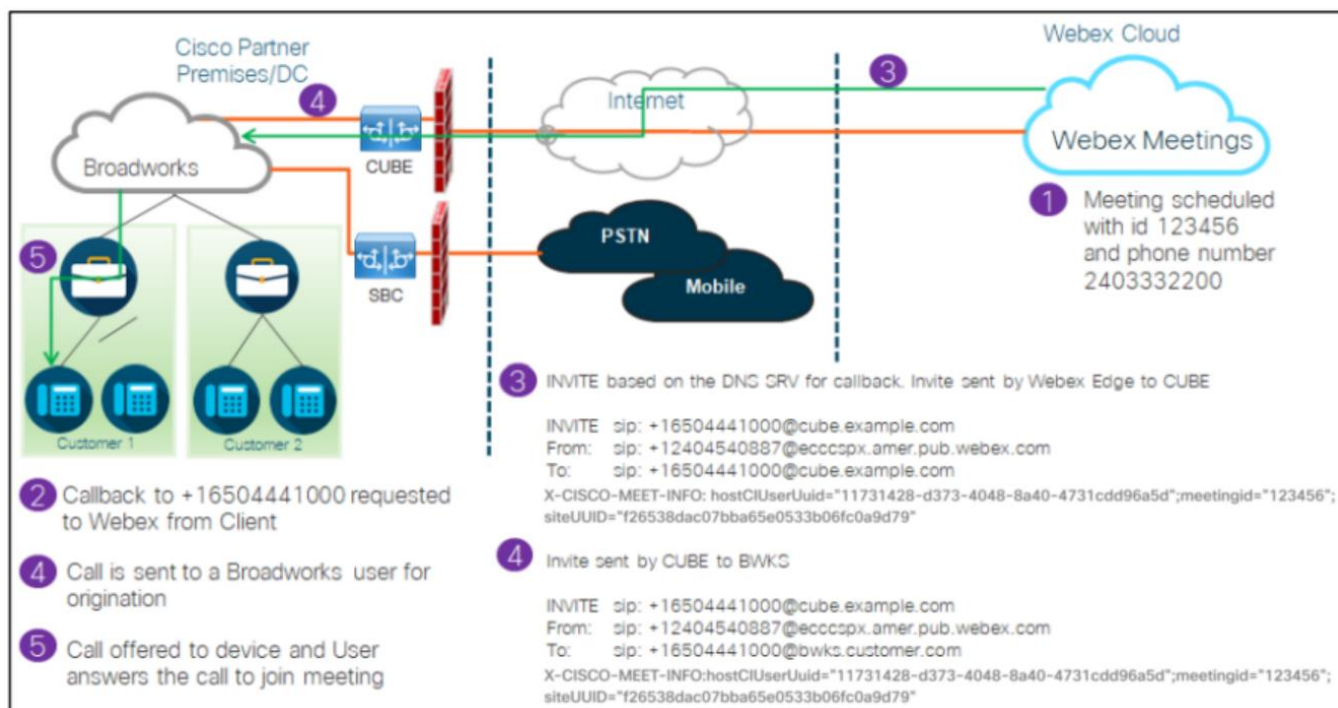 Cisco Partner
Premises/DC
Webex Cloud
4
3
Internet
Broadworks
CUBE
Webex Meetings
1 Meeting scheduled
with id 123456
and phone number
2403332200
5
SBC
PSTN
Mobile
Customer 1
Customer 2
3 INVITE based on the DNS SRV for callback. Invite sent by Webex Edge to CUBE
INVITE sip: +16504441000@cube.example.com
From: sip: +12404540887@ecccspx.amer.pub.webex.com
To: sip: +16504441000@cube.example.com
X-CISCO-MEET-INFO: hostCIUserUuid="11731428-d373-4048-8a40-4731cdd96a5d";meetingid="123456";
siteUUID="f26538dac07bba65e0533b06fc0a9d79"
2 Callback to +16504441000 requested
to Webex from Client
4 Call is sent to a Broadworks user for
origination
5 Call offered to device and User
answers the call to join meeting
4 Invite sent by CUBE to BWKS
INVITE sip: +16504441000@cube.example.com
From: sip: +12404540887@ecccspx.amer.pub.webex.com
To: sip: +16504441000@bwks.customer.com
X-CISCO-MEET-INFO:hostCIUserUuid="11731428-d373-4048-8a40-4731cdd96a5d";meetingid="123456";
siteUUID="f26538dac07bba65e0533b06fc0a9d79"